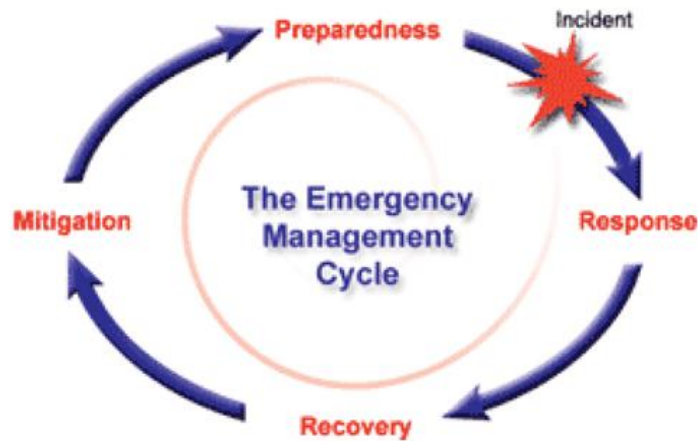 Incident
Preparedness
The Emergency
Management
Cycle
Mitigation
Response
Recovery